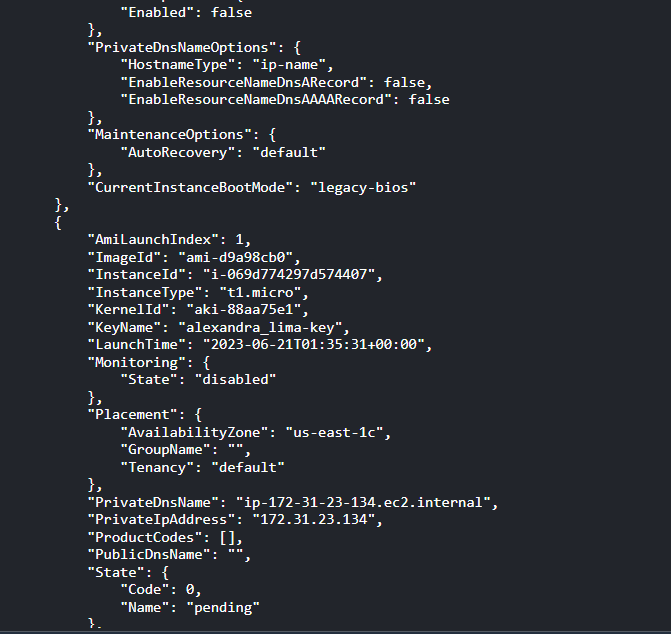 "Enabled": false
},
"PrivateDnsNameOptions": {
"HostnameType": "ip-name",
"EnableResourceNameDnsARecord": false,
"EnableResourceNameDnsAAAARecord": false
},
"MaintenanceOptions": {
"AutoRecovery": "default"
},
"CurrentInstanceBootMode": "legacy-bios"
},
{
"AmiLaunchIndex": 1,
"ImageId": "ami-d9a98cb0",
"InstanceId": "i-069d774297d574407",
"InstanceType": "t1.micro",
"KernelId": "aki-88aa75e1",
"KeyName": "alexandra_lima-key",
"LaunchTime": "2023-06-21T01:35:31+00:00",
"Monitoring": {
"State": "disabled"
},
"Placement": {
"AvailabilityZone": "us-east-1c",
"GroupName": "",
"Tenancy": "default"
},
"PrivateDnsName": "ip-172-31-23-134.ec2.internal",
"PrivateIpAddress": "172.31.23.134",
"ProductCodes": [],
"PublicDnsName": "",
"State": {
"Code": 0,
"Name": "pending"
},